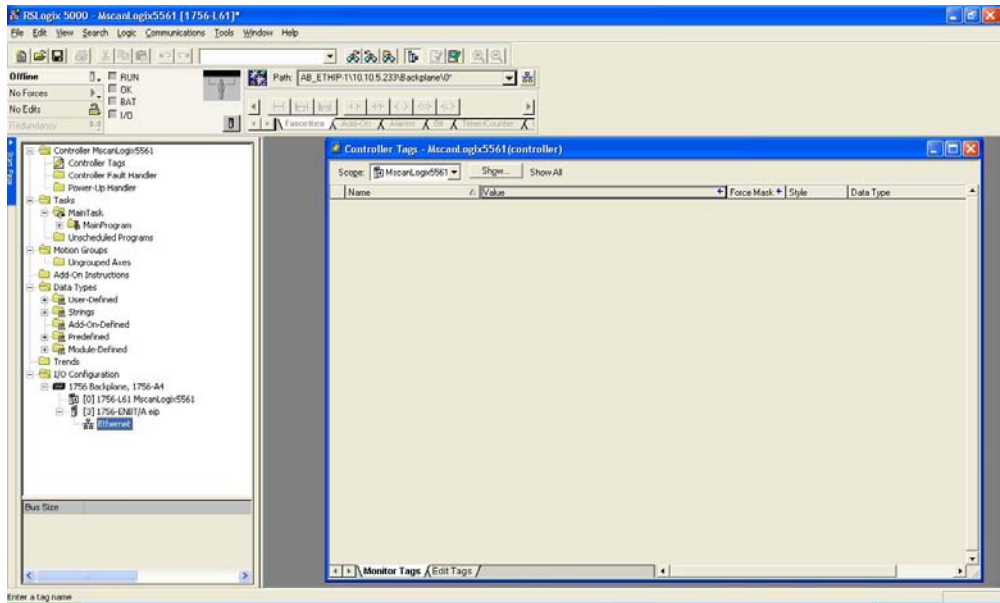 RSLogix 5000 - MscanLogix5561 [1756-L61]*
File Edit View Search Logic Communications Tools Window Help
Offline
RUN
Path: AB_ETHIP-1\10.10.5.233\Backplane\0*
No Forces
OK
No Edits
BAT
I/O
Redundancy
Favorites Add-On Alarms Bit Timer/Counter
Controller MscanLogix5561
Controller Tags
Controller Fault Handler
Power-Up Handler
Tasks
MainTask
MainProgram
Unscheduled Programs
Motion Groups
Ungrouped Axes
Add-On Instructions
Data Types
User-Defined
Strings
Add-On-Defined
Predefined
Module-Defined
Trends
I/O Configuration
1756 Backplane, 1756-A4
[0] 1756-L61 MscanLogix5561
[3] 1756-ENBT/A eip
Ethernet
Bus Size
Controller Tags - MscanLogix5561(controller)
Scope: MscanLogix5561 Show... Show All
Name Value Force Mask Style Data Type
Monitor Tags Edit Tags
Enter a tag name